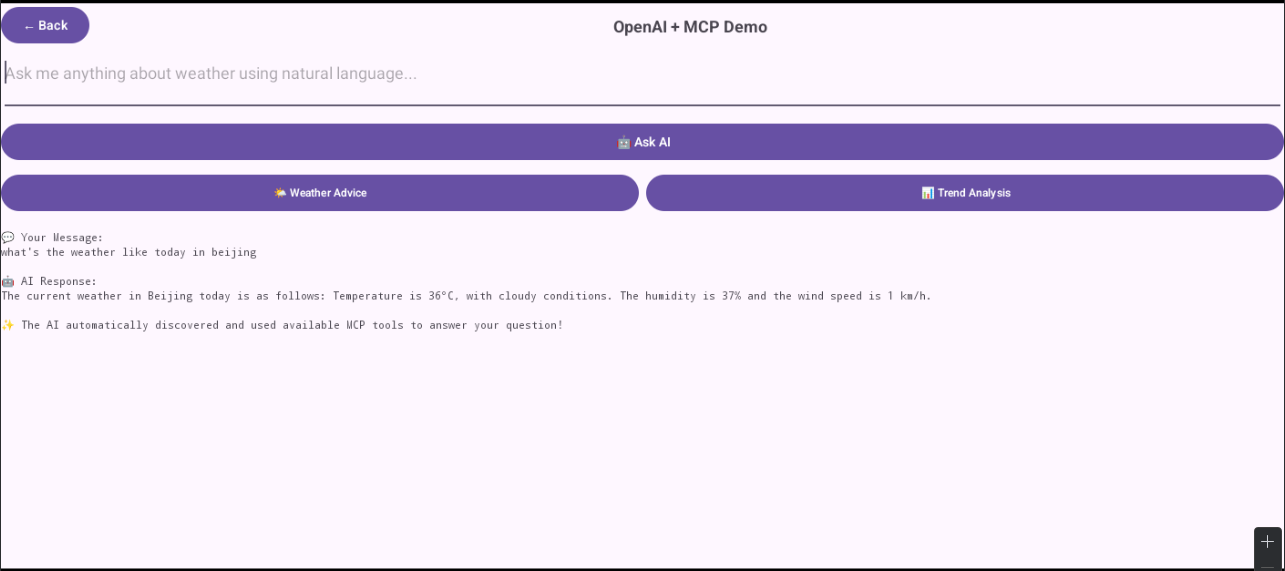 ← Back
OpenAI + MCP Demo
Ask me anything about weather using natural language...
🤖 Ask AI
🌤️ Weather Advice
📊 Trend Analysis
💬 Your Message:
what's the weather like today in beijing
🤖 AI Response:
The current weather in Beijing today is as follows: Temperature is 36°C, with cloudy conditions. The humidity is 37% and the wind speed is 1 km/h.
✨ The AI automatically discovered and used available MCP tools to answer your question!